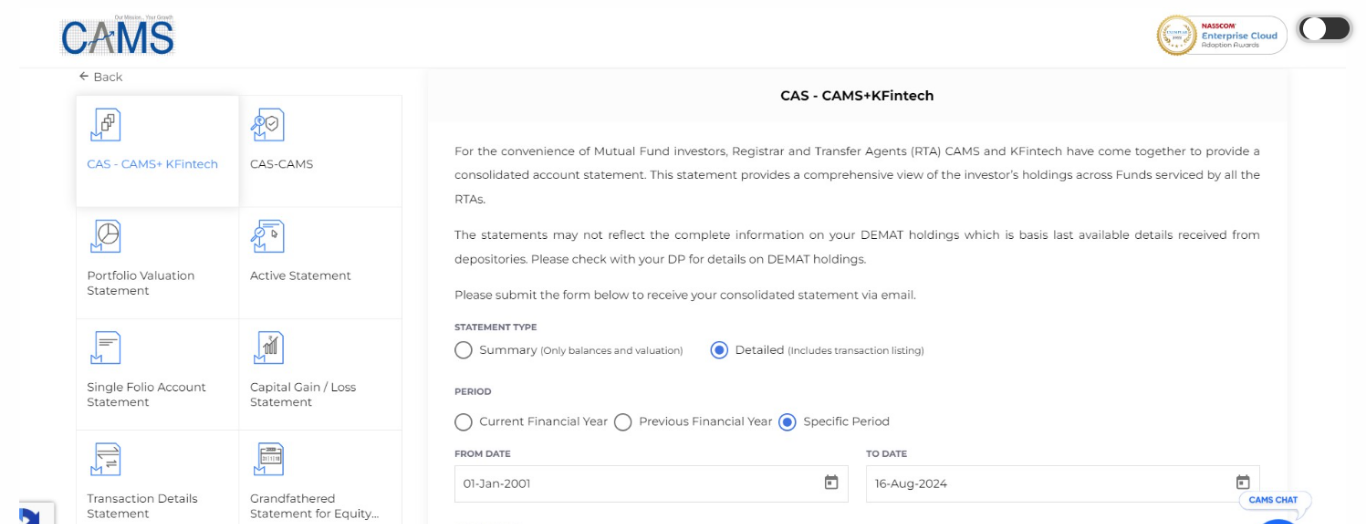 Our Mission... Your Growth
CAMS
NASSCOM
Enterprise Cloud
Adoption Awards
← Back
CAS - CAMS+ KFintech
CAS-CAMS
Portfolio Valuation
Statement
Active Statement
Single Folio Account
Statement
Capital Gain / Loss
Statement
Transaction Details
Statement
Grandfathered
Statement for Equity...
CAS - CAMS+KFintech
For the convenience of Mutual Fund investors, Registrar and Transfer Agents (RTA) CAMS and KFintech have come together to provide a
consolidated account statement. This statement provides a comprehensive view of the investor's holdings across Funds serviced by all the
RTAs.
The statements may not reflect the complete information on your DEMAT holdings which is basis last available details received from
depositories. Please check with your DP for details on DEMAT holdings.
Please submit the form below to receive your consolidated statement via email.
STATEMENT TYPE
Summary (Only balances and valuation) Detailed (Includes transaction listing)
PERIOD
Current Financial Year Previous Financial Year Specific Period
FROM DATE TO DATE
01-Jan-2001 16-Aug-2024
CAMS CHAT